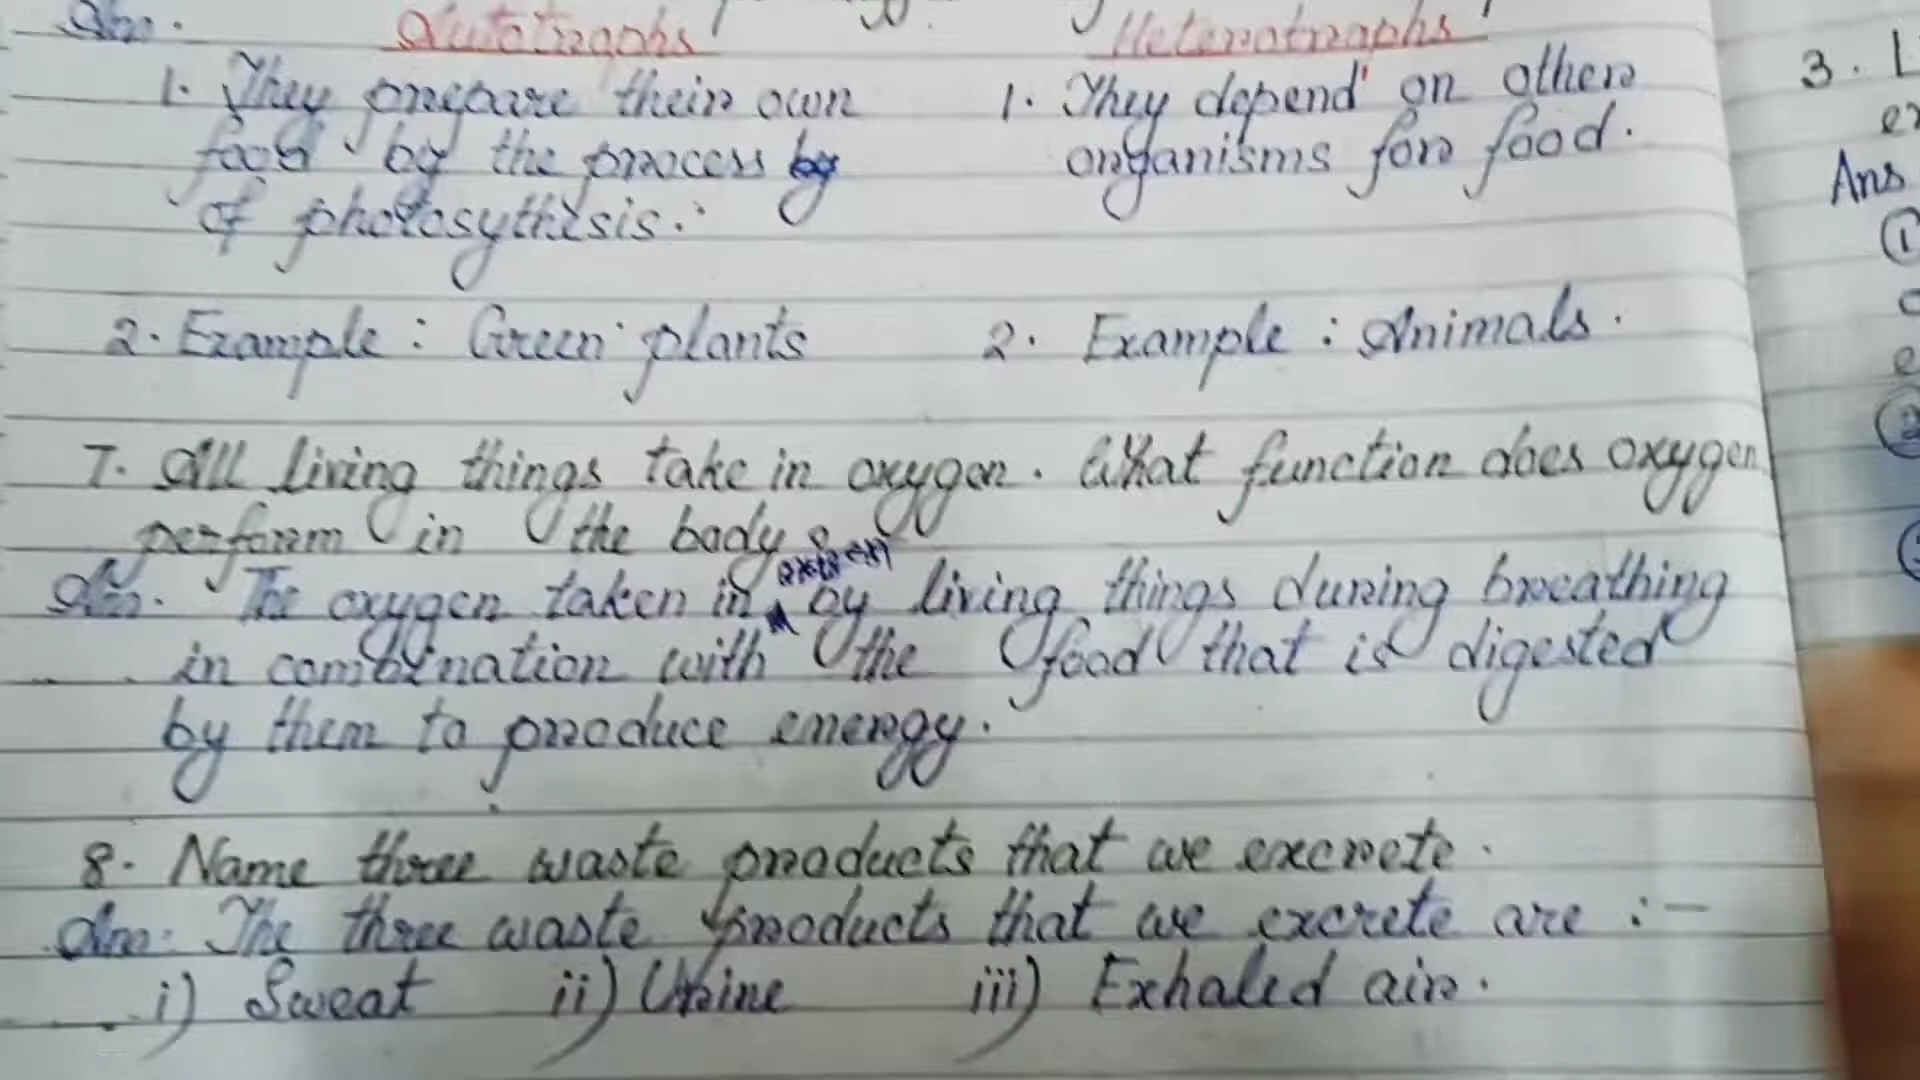 Ans.
Autotrophs
Heterotrophs
1. They prepare their own
food by the process by
of photosythesis.
1. They depend on other
organisms for food.
2. Example : Green plants
2. Example : Animals.
7. All living things take in oxygen. What function does oxygen
perform in the body?
Ans. The oxygen taken in by living things during breathing
in combination with the food that is digested
by them to produce energy.
8. Name three waste products that we excrete.
Ans. The three waste products that we excrete are :-
i) Sweat ii) Urine iii) Exhaled air.
3.
Ans
①
②